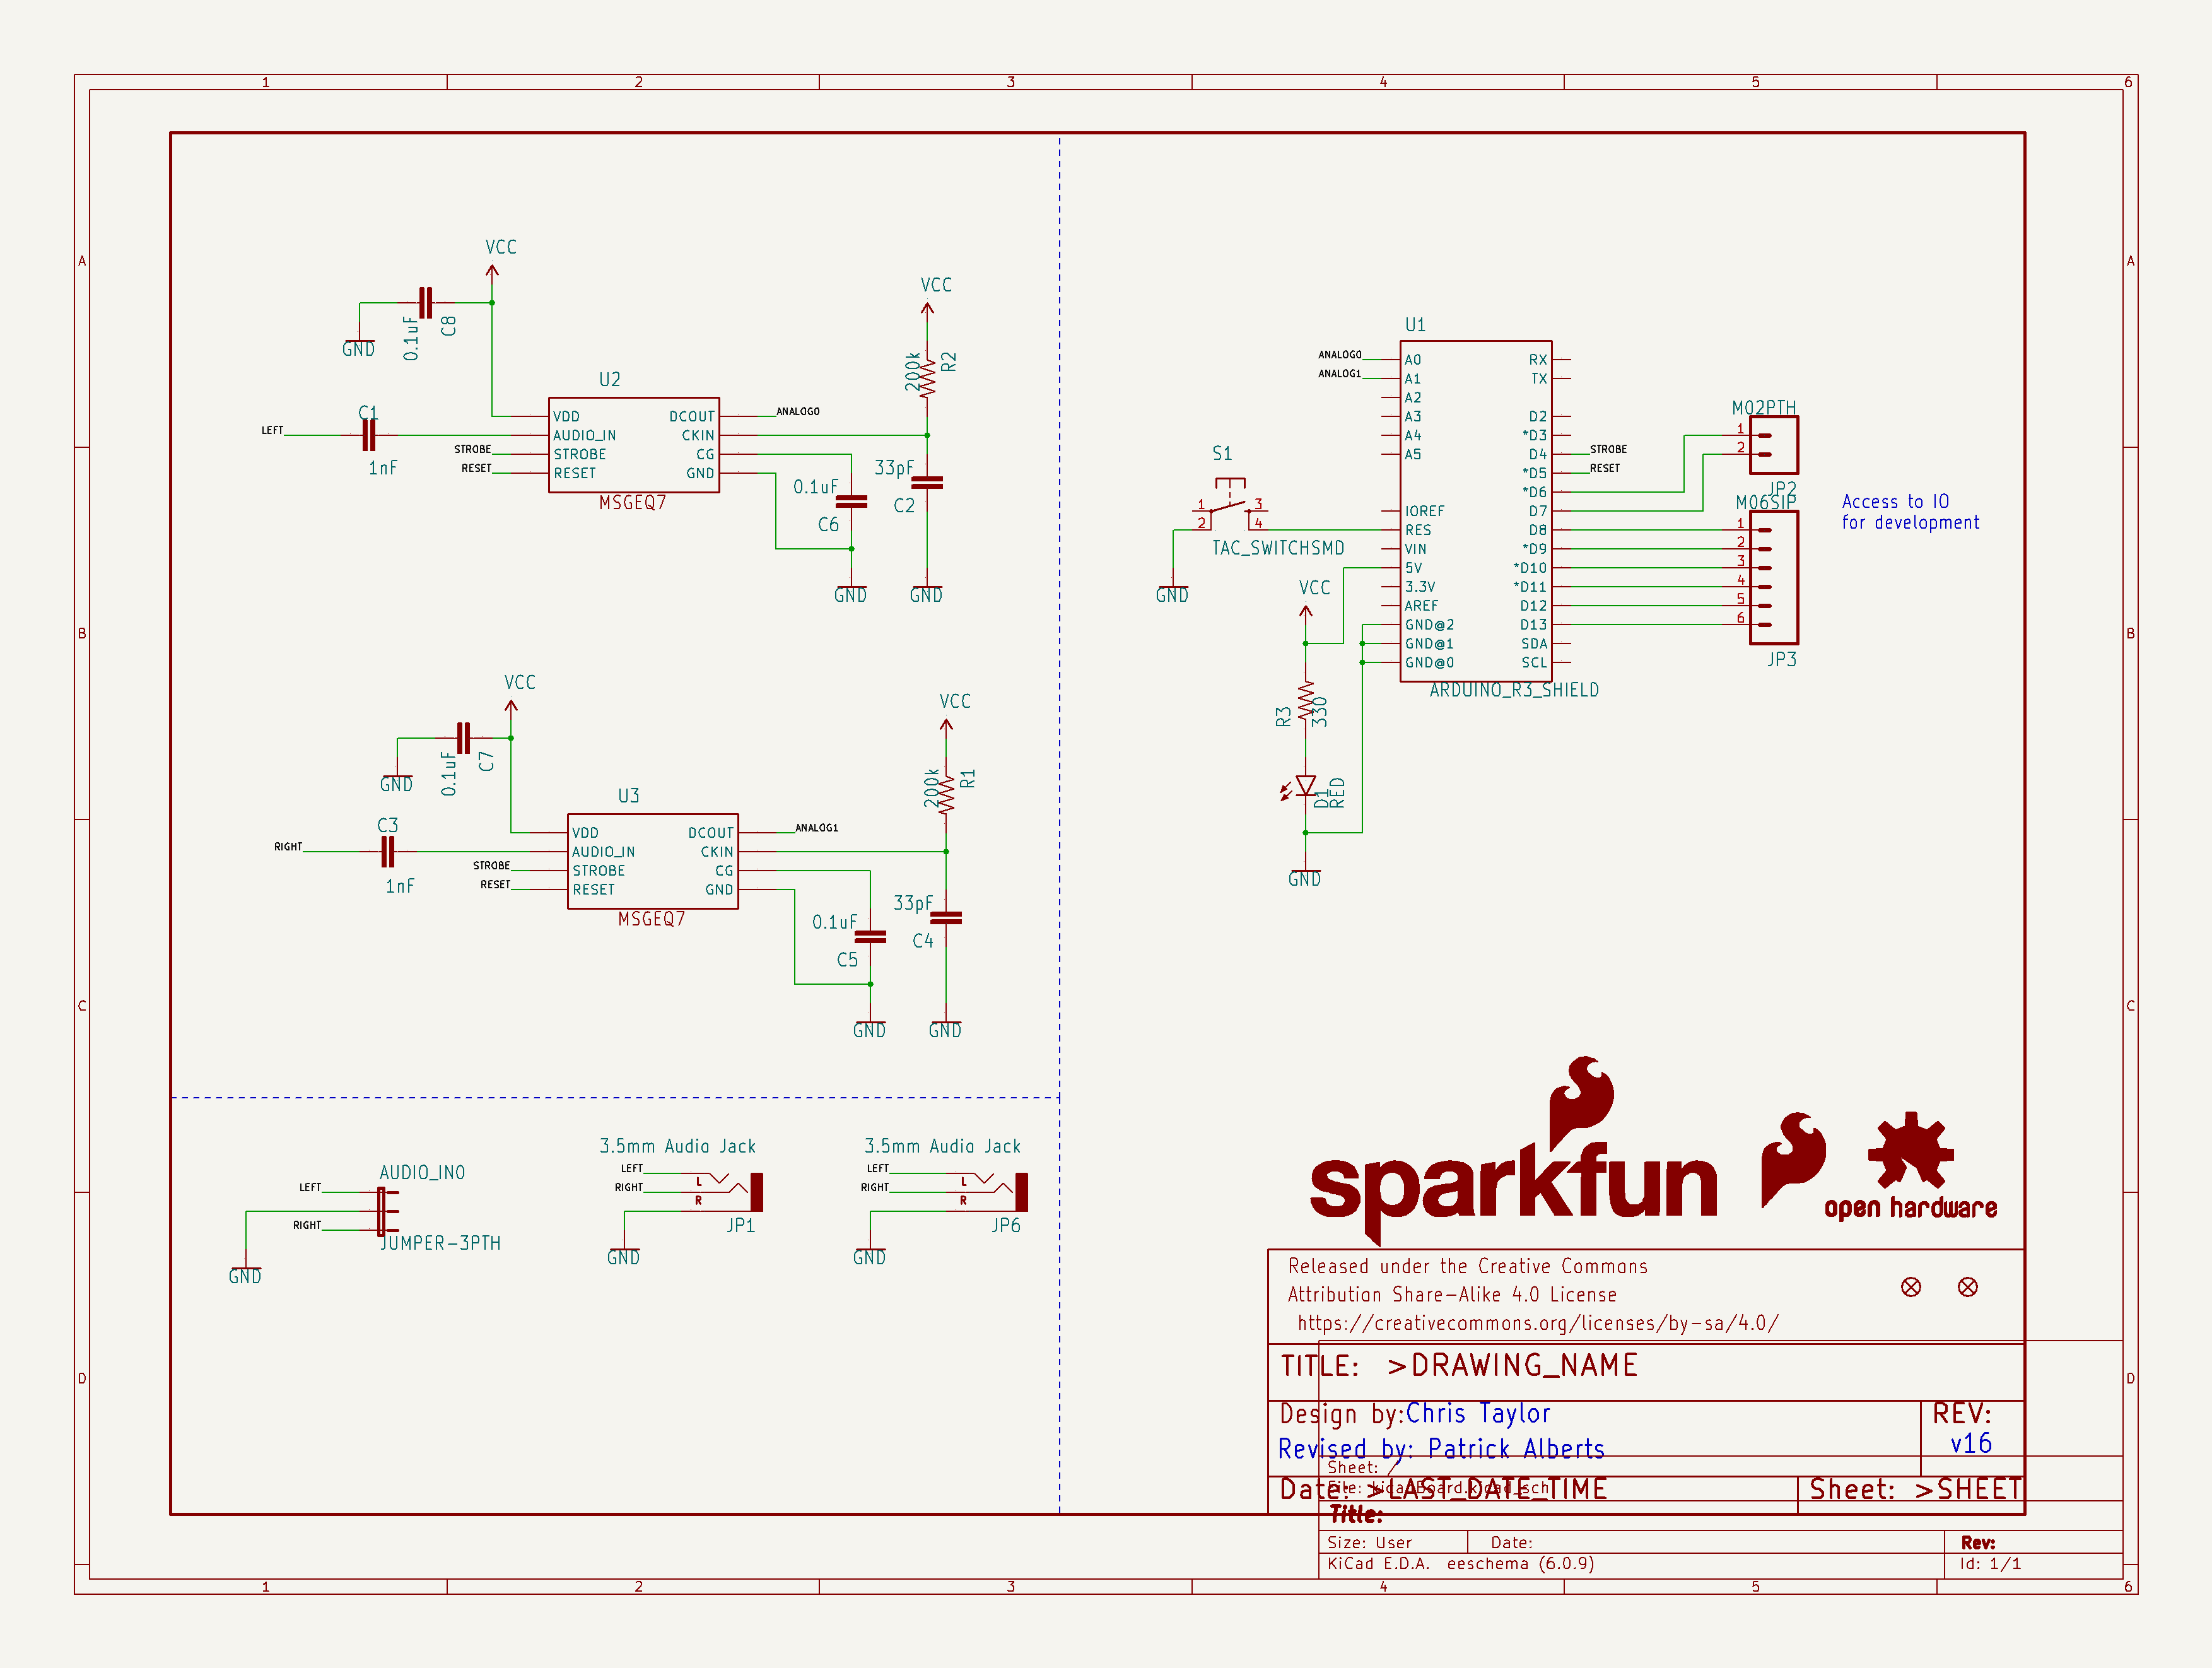 1 2 3 4 5 6
A A
B B
C C
D D
VCC
0.1uF
C8
GND
VCC
200k
R2
U2
C1
LEFT
1nF
STROBE
RESET
VDD
AUDIO_IN
STROBE
RESET
DCOUT
CKIN
CG
GND
MSGEQ7
ANALOG0
33pF
C2
0.1uF
C6
GND
GND
VCC
0.1uF
C7
GND
VCC
200k
R1
U3
C3
RIGHT
1nF
STROBE
RESET
VDD
AUDIO_IN
STROBE
RESET
DCOUT
CKIN
CG
GND
MSGEQ7
ANALOG1
33pF
C4
0.1uF
C5
GND
GND
AUDIO_INO
LEFT
RIGHT
JUMPER-3PTH
GND
3.5mm Audio Jack
LEFT
RIGHT
L
R
JP1
GND
3.5mm Audio Jack
LEFT
RIGHT
L
R
JP6
GND
U1
ANALOG0
ANALOG1
A0
A1
A2
A3
A4
A5
IOREF
RES
VIN
5V
3.3V
AREF
GND@2
GND@1
GND@0
RX
TX
D2
*D3
D4
*D5
*D6
D7
D8
*D9
*D10
*D11
D12
D13
SDA
SCL
ARDUINO_R3_SHIELD
STROBE
RESET
S1
1
2
3
4
TAC_SWITCHSMD
GND
VCC
R3
330
D1
RED
GND
M02PTH
1
2
JP2
M06SIP
1
2
3
4
5
6
JP3
Access to IO
for development
sparkfun
open hardware
Released under the Creative Commons
Attribution Share-Alike 4.0 License
https://creativecommons.org/licenses/by-sa/4.0/
TITLE: >DRAWING_NAME
Design by:Chris Taylor
REV:
Revised by: Patrick Alberts
v16
Sheet: /
Date: >LAST_DATE_TIME
Sheet: >SHEET
File: kicadBoard.kicad_sch
Title:
Size: User
Date:
Rev:
KiCad E.D.A. eeschema (6.0.9)
Id: 1/1
1 2 3 4 5 6